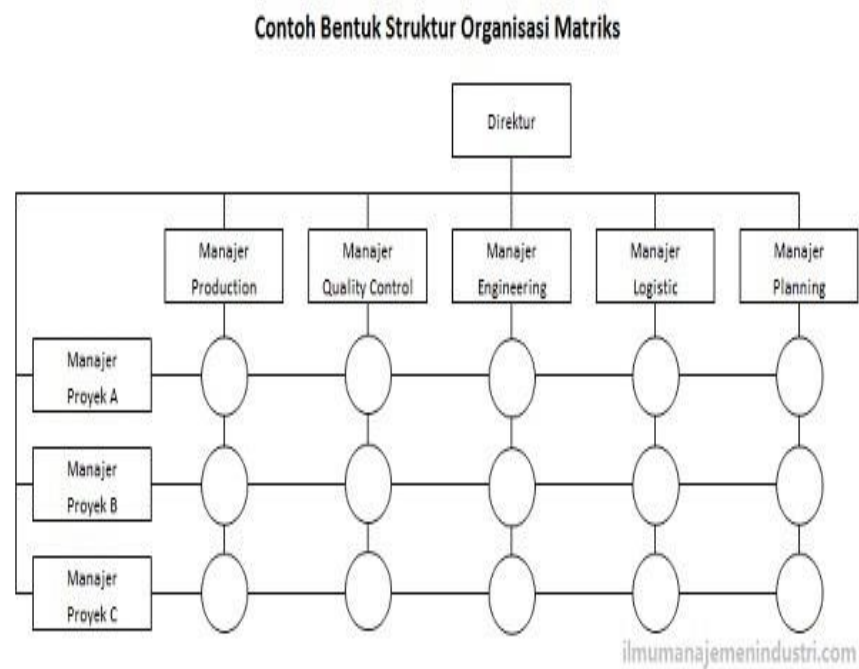 Contoh Bentuk Struktur Organisasi Matriks
Direktur
Manajer
Production
Manajer
Quality Control
Manajer
Engineering
Manajer
Logistic
Manajer
Planning
Manajer
Proyek A
Manajer
Proyek B
Manajer
Proyek C
ilmumanajemenindustri.com